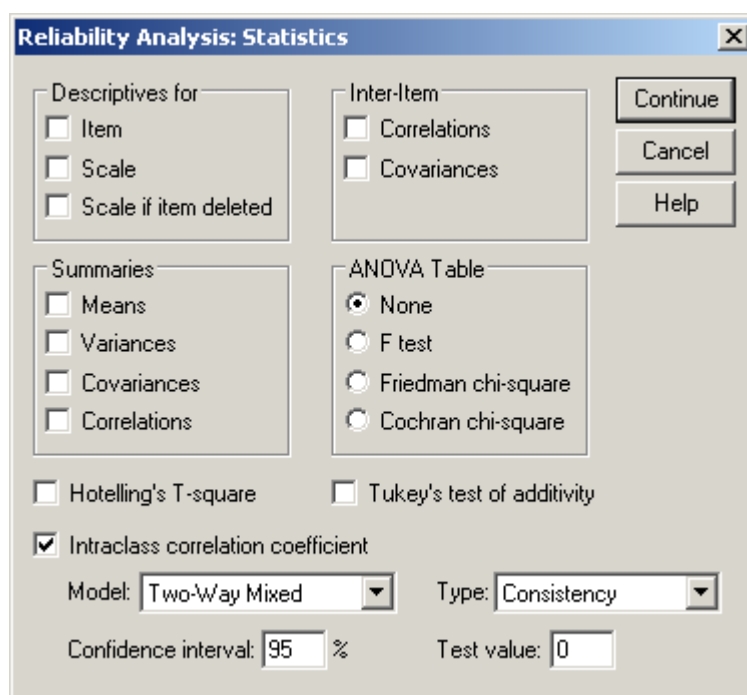 Reliability Analysis: Statistics
Descriptives for
Item
Scale
Scale if item deleted
Inter-Item
Correlations
Covariances
Continue
Cancel
Help
Summaries
Means
Variances
Covariances
Correlations
ANOVA Table
None
F test
Friedman chi-square
Cochran chi-square
Hotelling's T-square
Tukey's test of additivity
Intraclass correlation coefficient
Model: Two-Way Mixed
Type: Consistency
Confidence interval: 95 %
Test value: 0